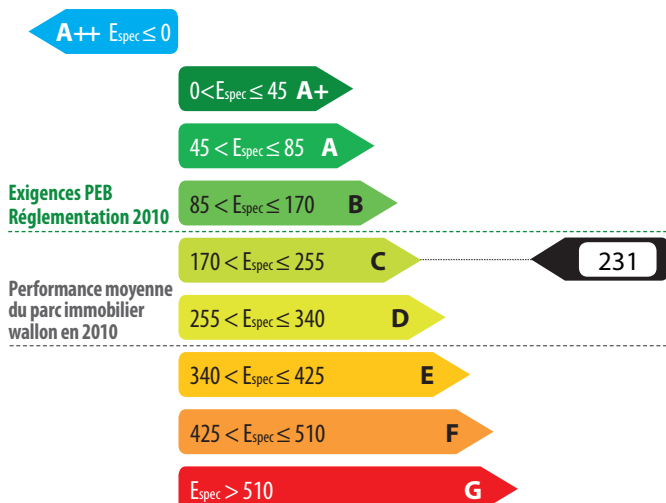 A++ Espec ≤ 0
0<Espec ≤ 45 A+
45 < Espec ≤ 85 A
Exigences PEB
Réglementation 2010
85 < Espec ≤ 170 B
170 < Espec ≤ 255 C
231
Performance moyenne
du parc immobilier
wallon en 2010
255 < Espec ≤ 340 D
340 < Espec ≤ 425 E
425 < Espec ≤ 510 F
Espec > 510 G